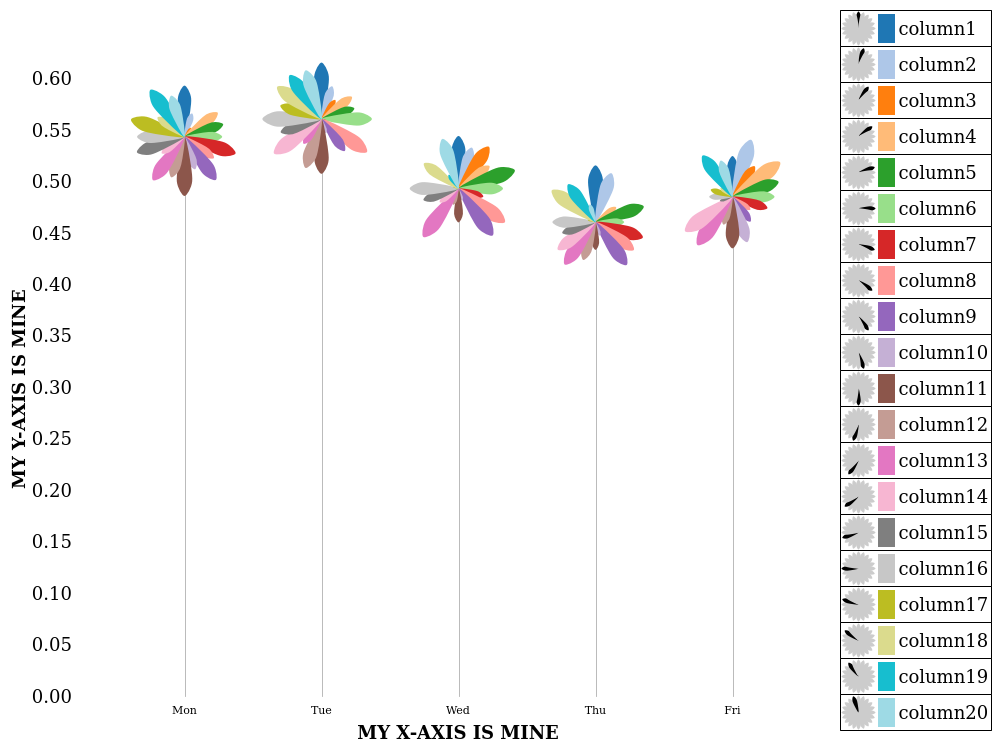 0.60
0.55
0.50
0.45
0.40
0.35
0.30
0.25
0.20
0.15
0.10
0.05
0.00
MY Y-AXIS IS MINE
Mon Tue Wed Thu Fri
MY X-AXIS IS MINE
column1
column2
column3
column4
column5
column6
column7
column8
column9
column10
column11
column12
column13
column14
column15
column16
column17
column18
column19
column20